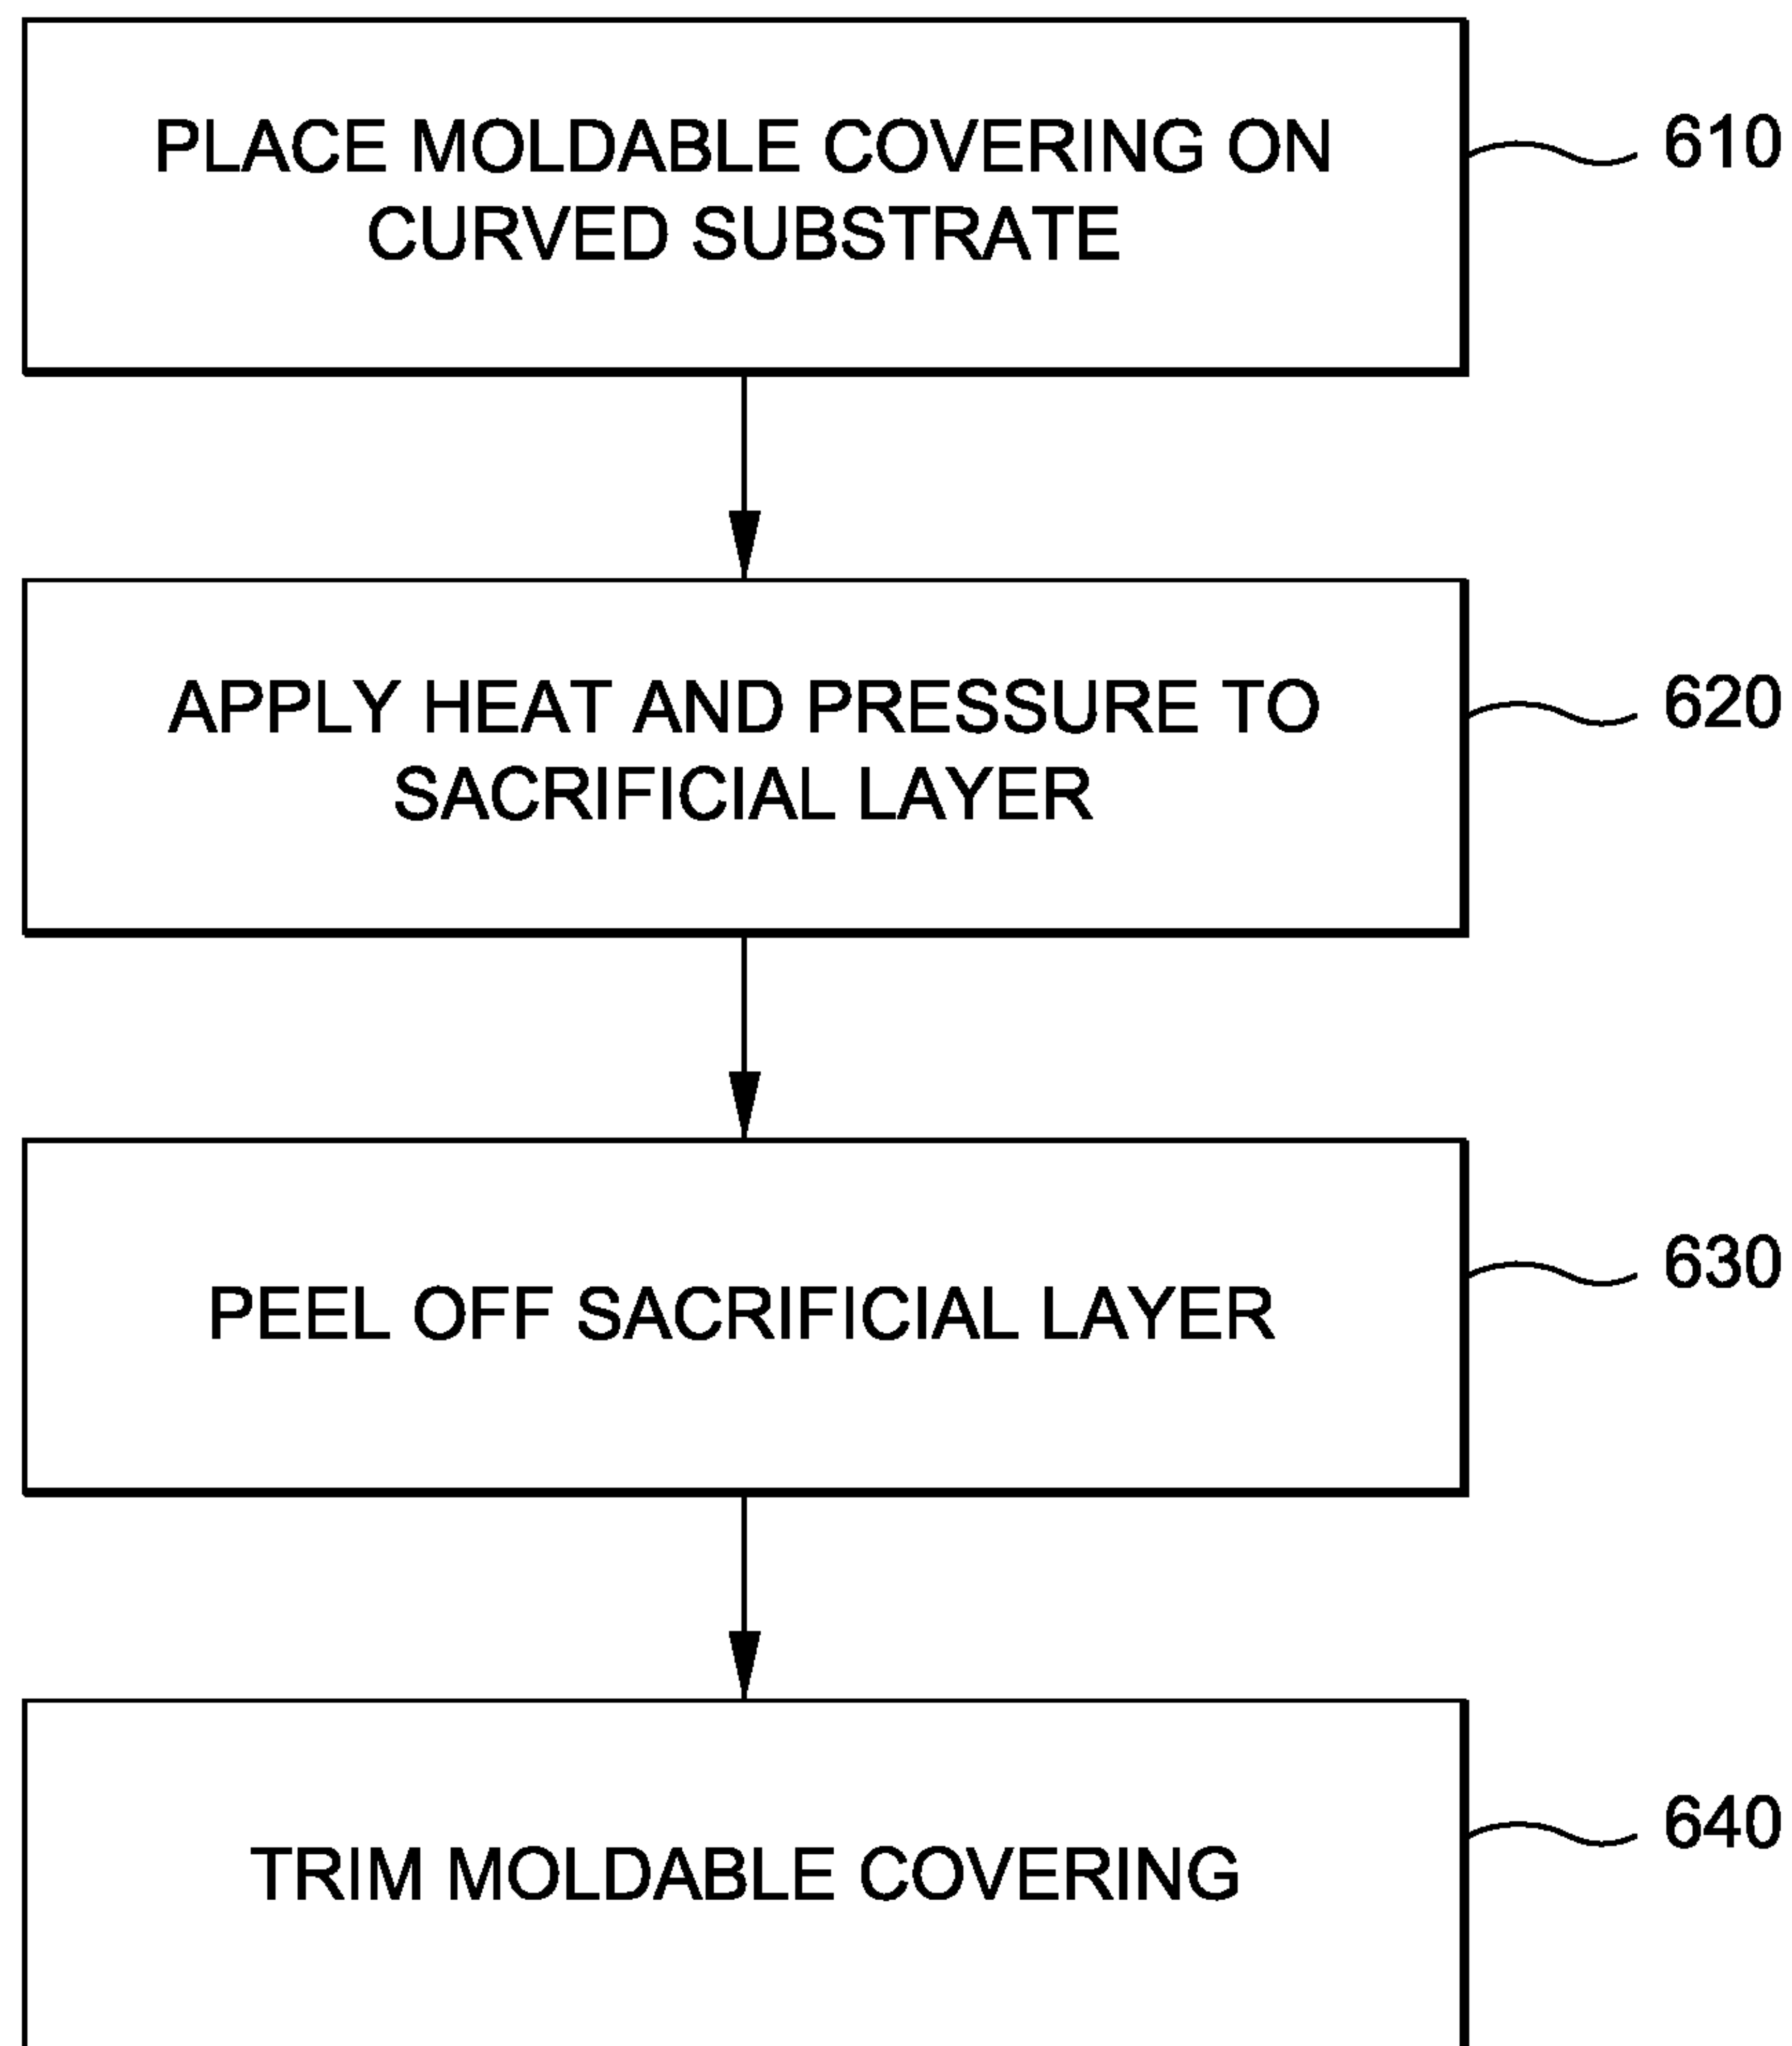 PLACE MOLDABLE COVERING ON
CURVED SUBSTRATE
610
APPLY HEAT AND PRESSURE TO
SACRIFICIAL LAYER
620
PEEL OFF SACRIFICIAL LAYER
630
TRIM MOLDABLE COVERING
640